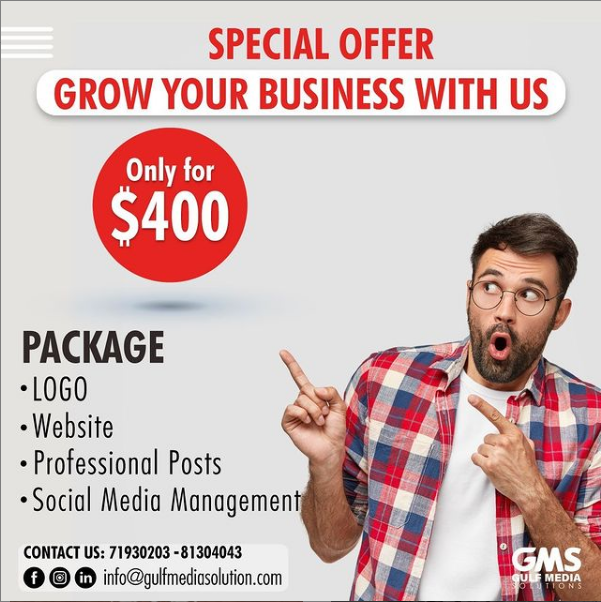 SPECIAL OFFER
GROW YOUR BUSINESS WITH US
Only for
$400
PACKAGE
• LOGO
• Website
• Professional Posts
• Social Media Management
CONTACT US: 71930203 -81304043
info@gulfmediasolution.com
GMS
GULF MEDIA
SOLUTIONS